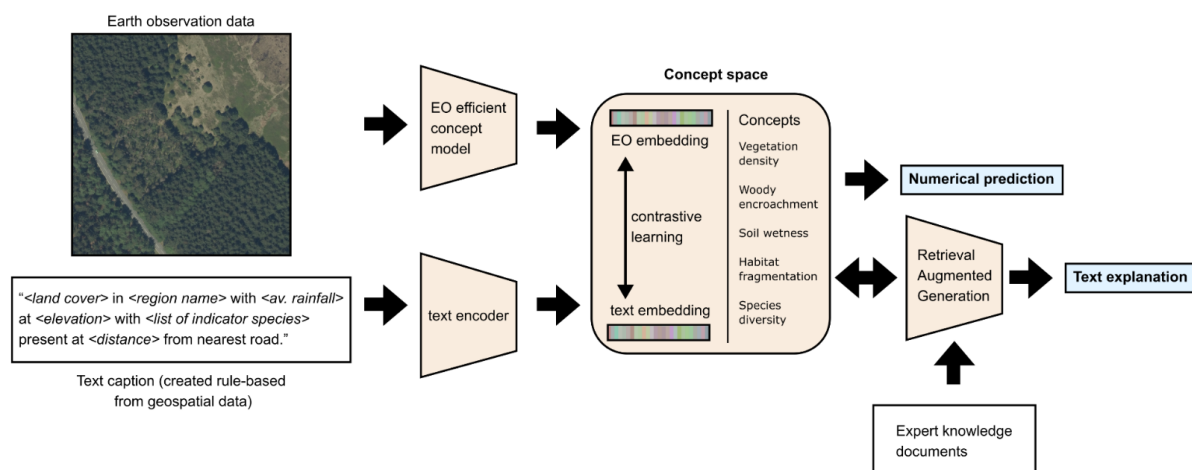 Earth observation data
EO efficient
concept
model
Concept space
EO embedding
contrastive
learning
text embedding
Concepts
Vegetation
density
Woody
encroachment
Soil wetness
Habitat
fragmentation
Species
diversity
Numerical prediction
Retrieval
Augmented
Generation
Text explanation
"<land cover> in <region name> with <av. rainfall>
at <elevation> with <list of indicator species>
present at <distance> from nearest road."
text encoder
Text caption (created rule-based
from geospatial data)
Expert knowledge
documents